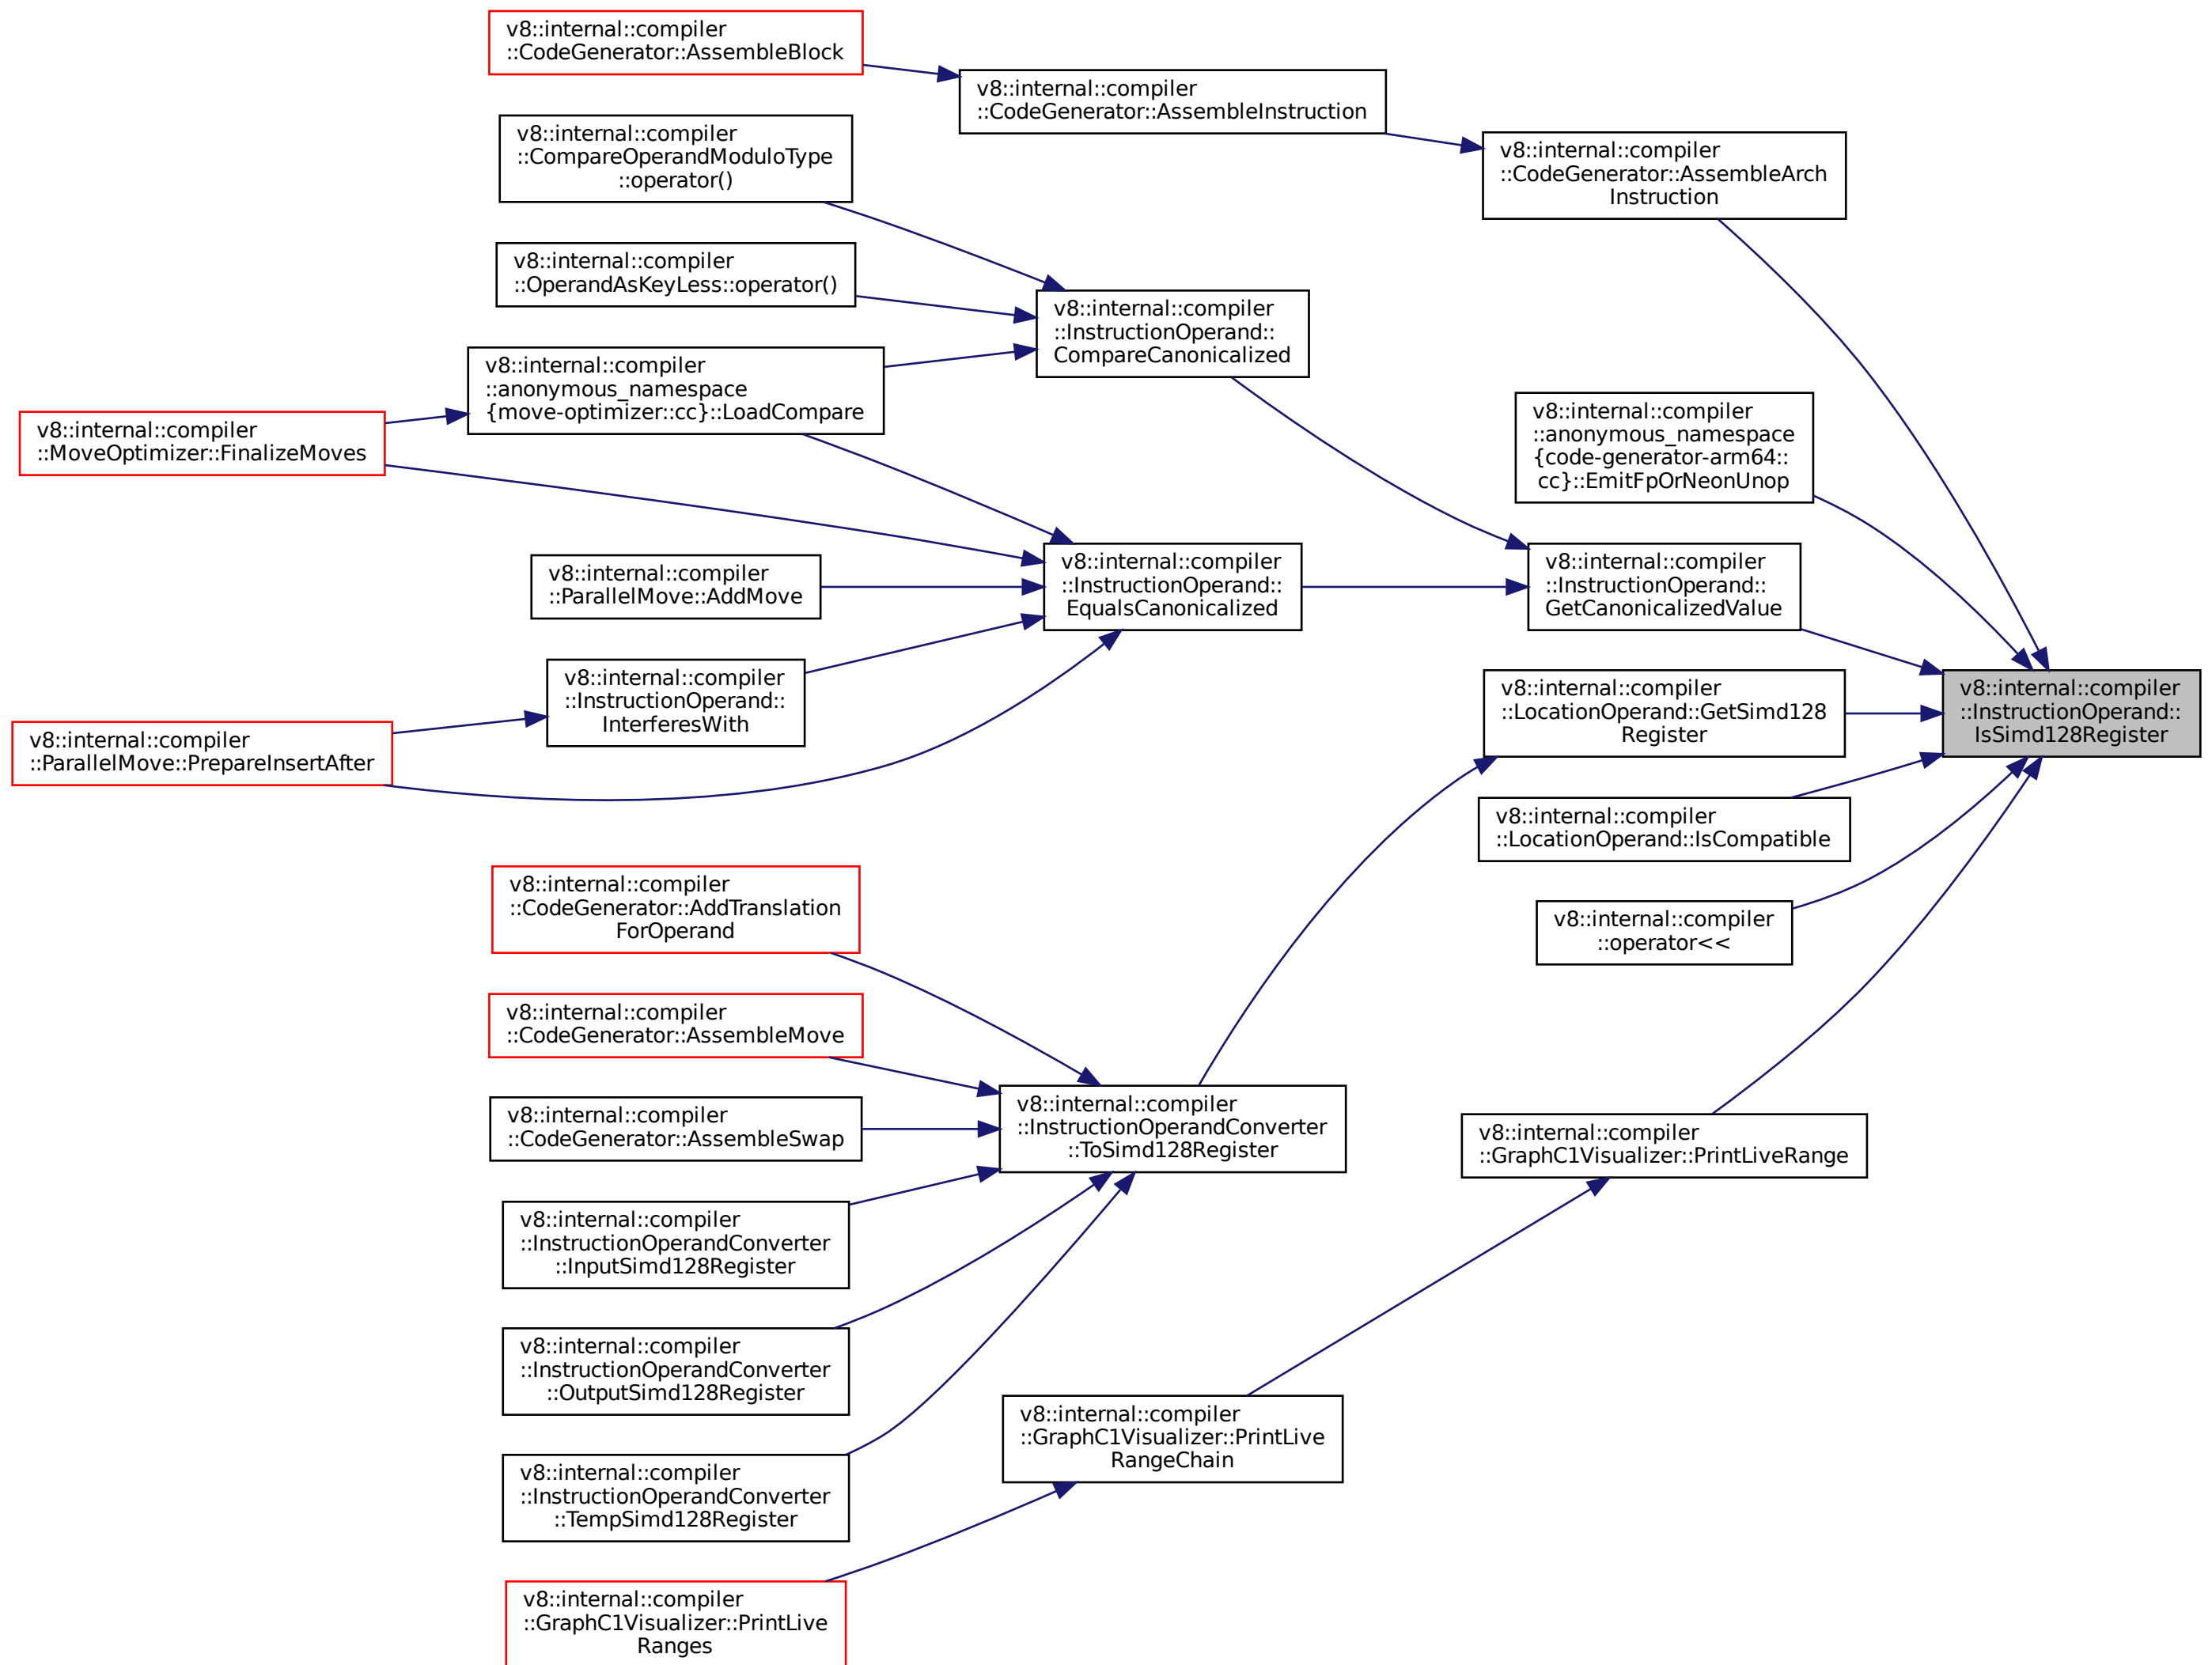 v8::internal::compiler
::CodeGenerator::AssembleBlock
v8::internal::compiler
::CodeGenerator::AssembleInstruction
v8::internal::compiler
::CodeGenerator::AssembleArch
Instruction
v8::internal::compiler
::CompareOperandModuloType
::operator()
v8::internal::compiler
::OperandAsKeyLess::operator()
v8::internal::compiler
::InstructionOperand::
CompareCanonicalized
v8::internal::compiler
::anonymous_namespace
{move-optimizer::cc}::LoadCompare
v8::internal::compiler
::MoveOptimizer::FinalizeMoves
v8::internal::compiler
::anonymous_namespace
{code-generator-arm64::
cc}::EmitFpOrNeonUnop
v8::internal::compiler
::ParallelMove::AddMove
v8::internal::compiler
::InstructionOperand::
EqualsCanonicalized
v8::internal::compiler
::InstructionOperand::
GetCanonicalizedValue
v8::internal::compiler
::InstructionOperand::
InterferesWith
v8::internal::compiler
::ParallelMove::PrepareInsertAfter
v8::internal::compiler
::LocationOperand::GetSimd128
Register
v8::internal::compiler
::InstructionOperand::
IsSimd128Register
v8::internal::compiler
::LocationOperand::IsCompatible
v8::internal::compiler
::operator<<
v8::internal::compiler
::CodeGenerator::AddTranslation
ForOperand
v8::internal::compiler
::CodeGenerator::AssembleMove
v8::internal::compiler
::CodeGenerator::AssembleSwap
v8::internal::compiler
::InstructionOperandConverter
::ToSimd128Register
v8::internal::compiler
::GraphC1Visualizer::PrintLiveRange
v8::internal::compiler
::InstructionOperandConverter
::InputSimd128Register
v8::internal::compiler
::InstructionOperandConverter
::OutputSimd128Register
v8::internal::compiler
::GraphC1Visualizer::PrintLive
RangeChain
v8::internal::compiler
::InstructionOperandConverter
::TempSimd128Register
v8::internal::compiler
::GraphC1Visualizer::PrintLive
Ranges